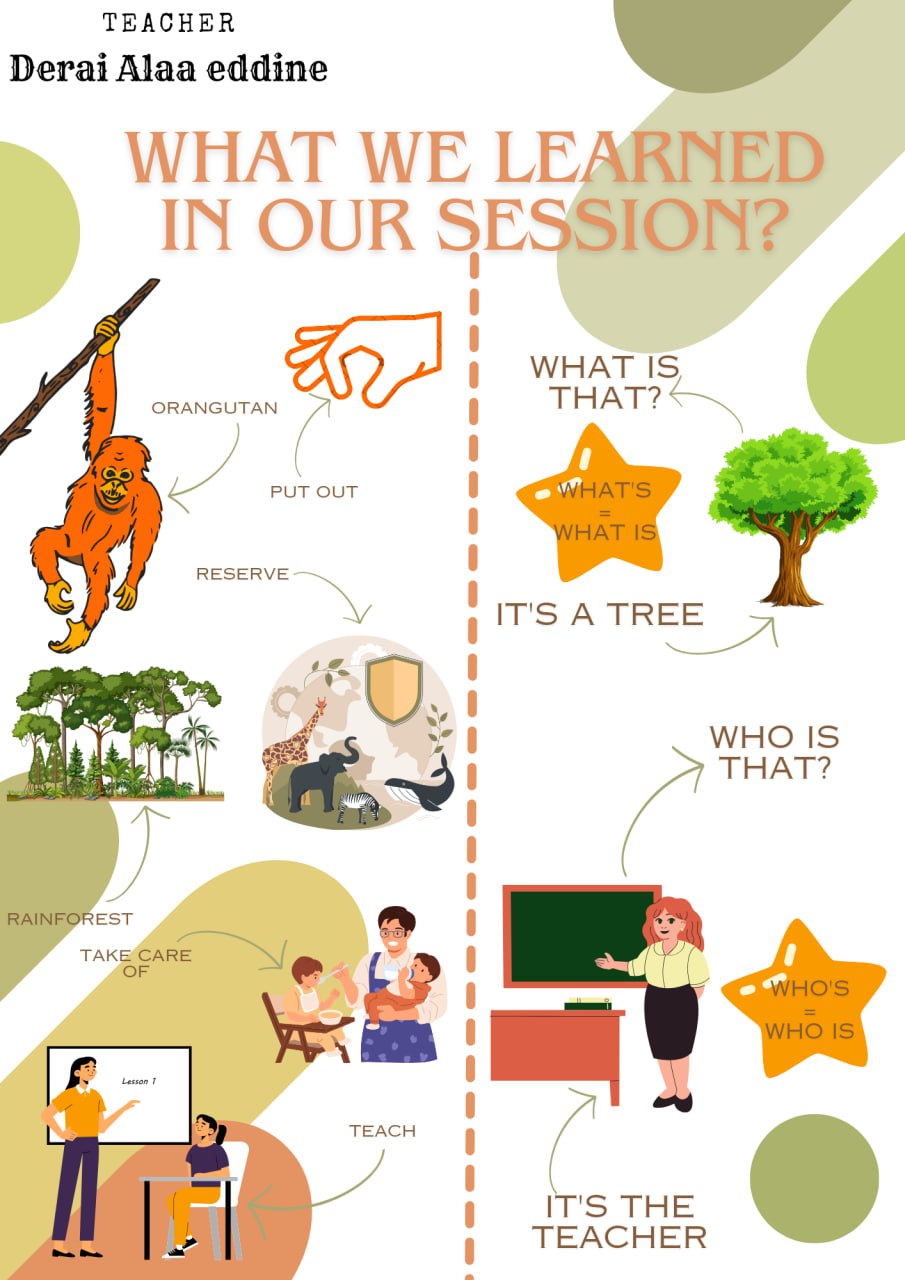 TEACHER
Derai Alaa eddine
WHAT WE LEARNED
IN OUR SESSION?
ORANGUTAN
PUT OUT
RESERVE
RAINFOREST
TAKE CARE
OF
Lesson 1
TEACH
WHAT IS
THAT?
WHAT'S
=
WHAT IS
IT'S A TREE
WHO IS
THAT?
WHO'S
=
WHO IS
IT'S THE
TEACHER